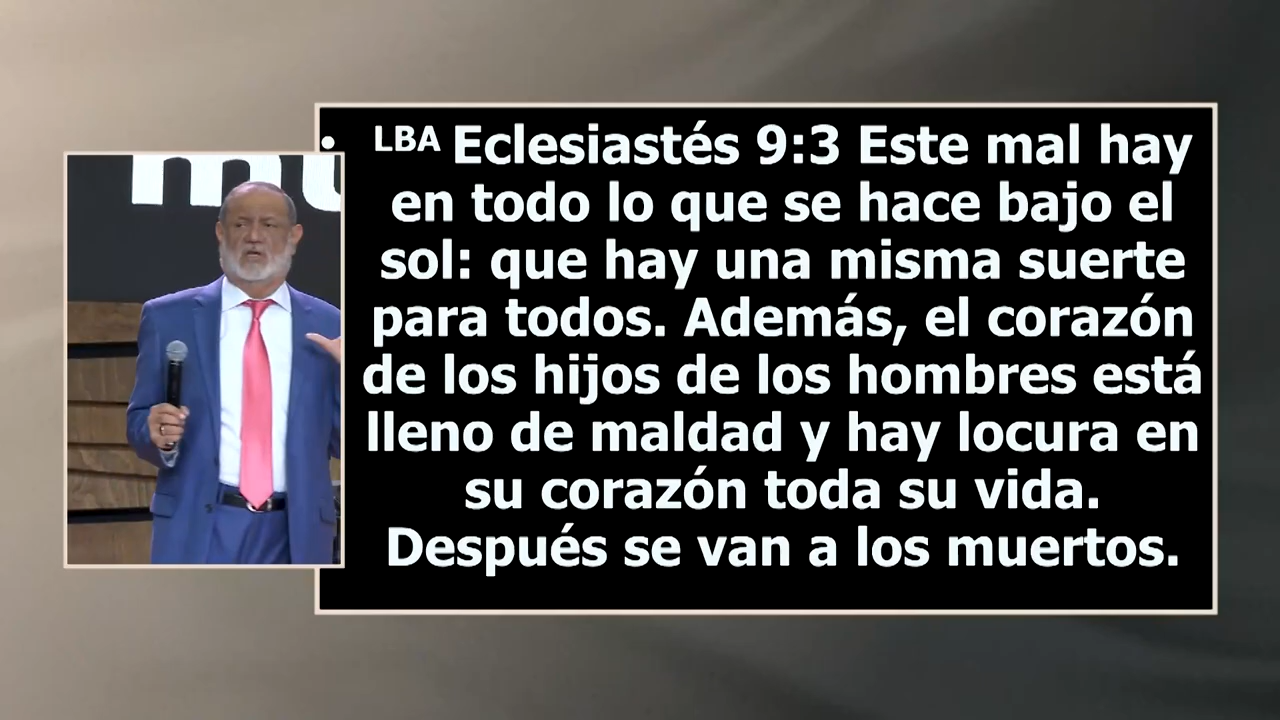 • LBA Eclesiastés 9:3 Este mal hay
en todo lo que se hace bajo el
sol: que hay una misma suerte
para todos. Además, el corazón
de los hijos de los hombres está
lleno de maldad y hay locura en
su corazón toda su vida.
Después se van a los muertos.